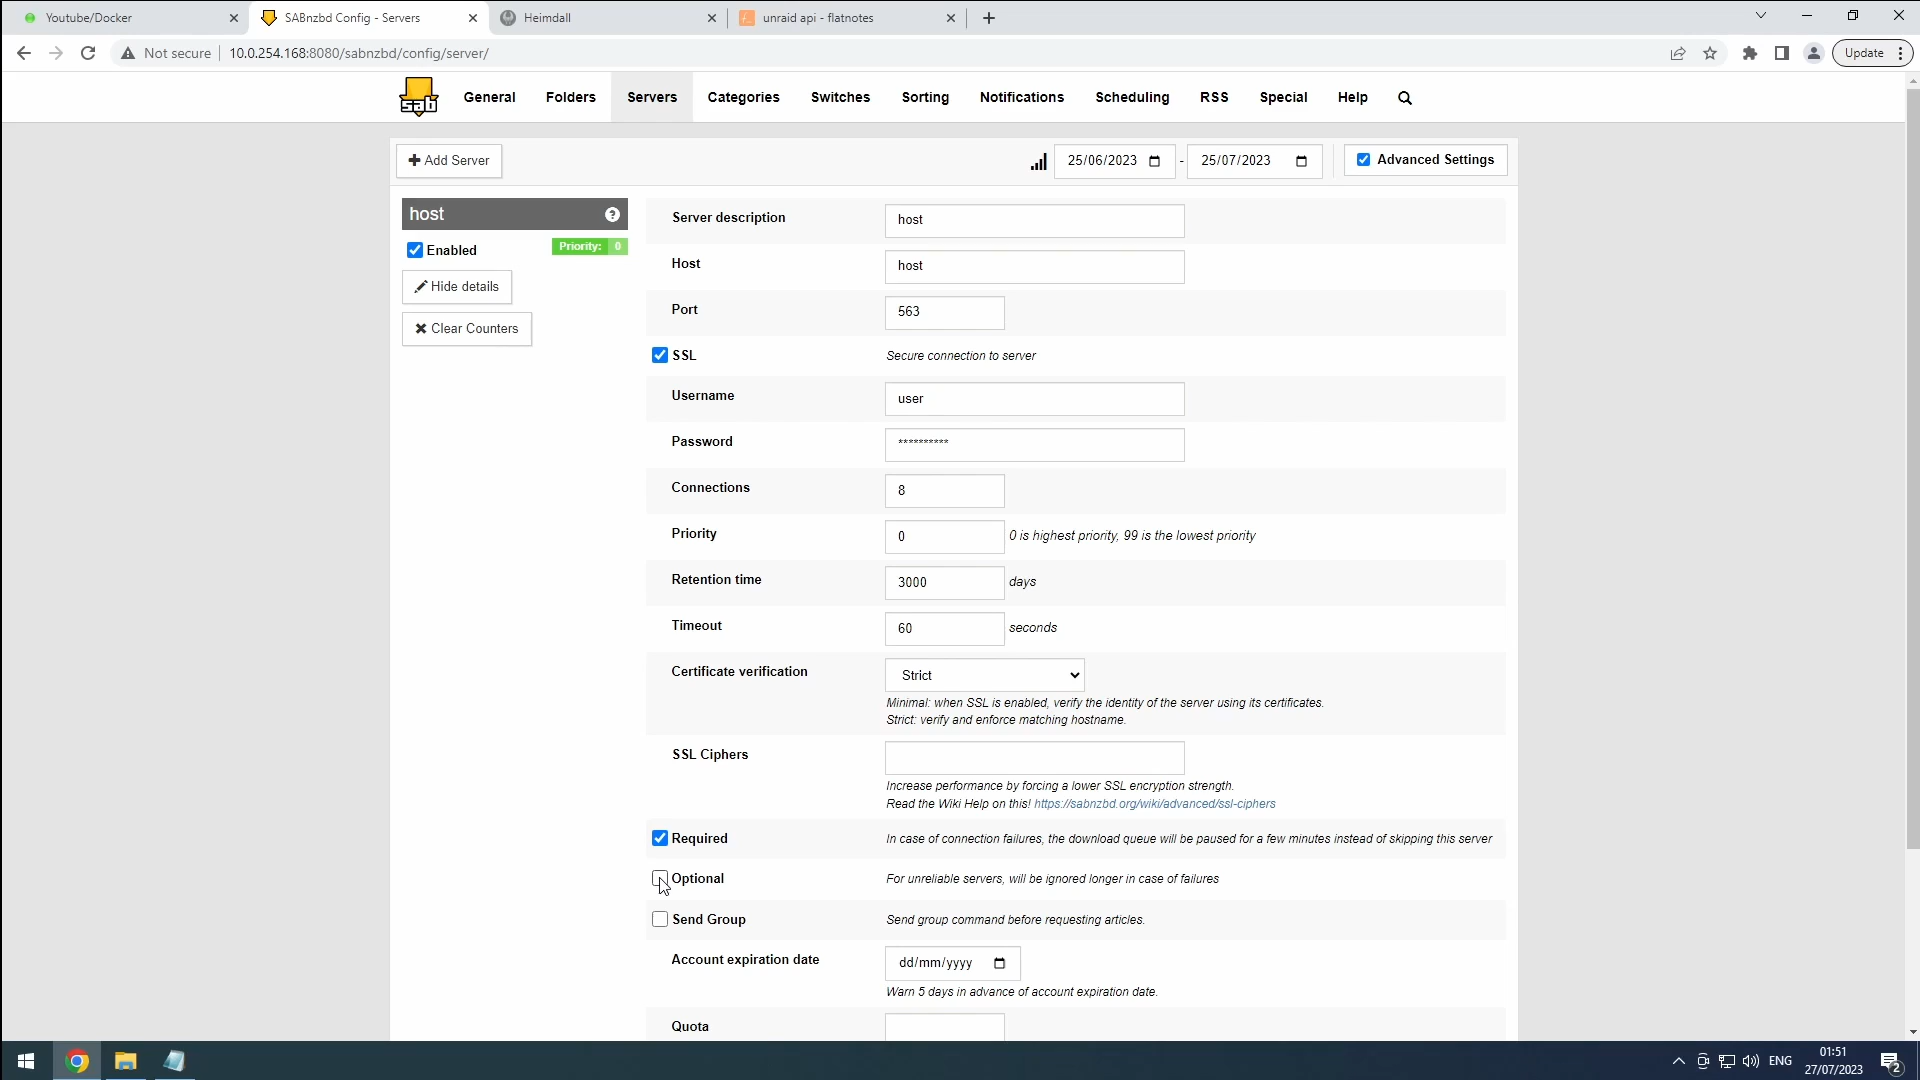 Youtube/Docker
SABnzbd Config - Servers
Heimdall
unraid api - flatnotes
Not secure
10.0.254.168:8080/sabnzbd/config/server/
Update
sab
General
Folders
Servers
Categories
Switches
Sorting
Notifications
Scheduling
RSS
Special
Help
Add Server
25/06/2023
-
25/07/2023
Advanced Settings
host
Enabled
Priority: 0
Hide details
Clear Counters
Server description
host
Host
host
Port
563
SSL
Secure connection to server
Username
user
Password
**********
Connections
8
Priority
0
0 is highest priority, 99 is the lowest priority
Retention time
3000
days
Timeout
60
seconds
Certificate verification
Strict
Minimal: when SSL is enabled, verify the identity of the server using its certificates.
Strict: verify and enforce matching hostname.
SSL Ciphers
Increase performance by forcing a lower SSL encryption strength.
Read the Wiki Help on this! https://sabnzbd.org/wiki/advanced/ssl-ciphers
Required
In case of connection failures, the download queue will be paused for a few minutes instead of skipping this server
Optional
For unreliable servers, will be ignored longer in case of failures
Send Group
Send group command before requesting articles.
Account expiration date
dd/mm/yyyy
Warn 5 days in advance of account expiration date.
Quota
ENG
01:51
27/07/2023
2